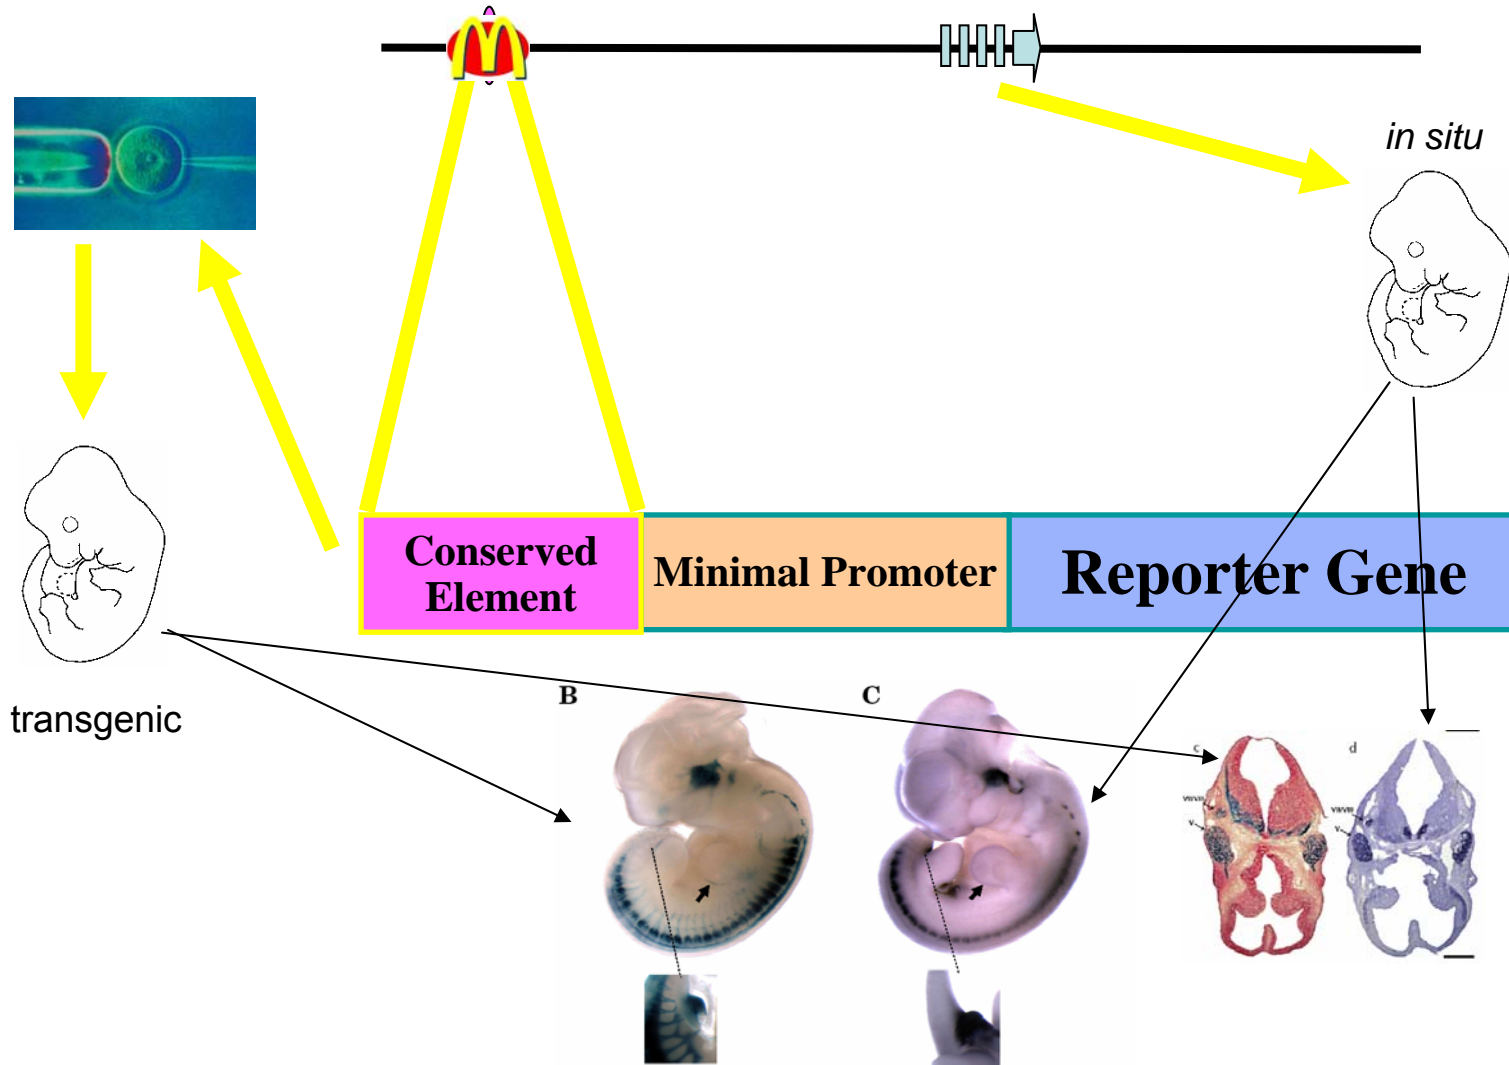 in situ
Conserved
Element
Minimal Promoter
Reporter Gene
transgenic
B
C
c
d
V
V